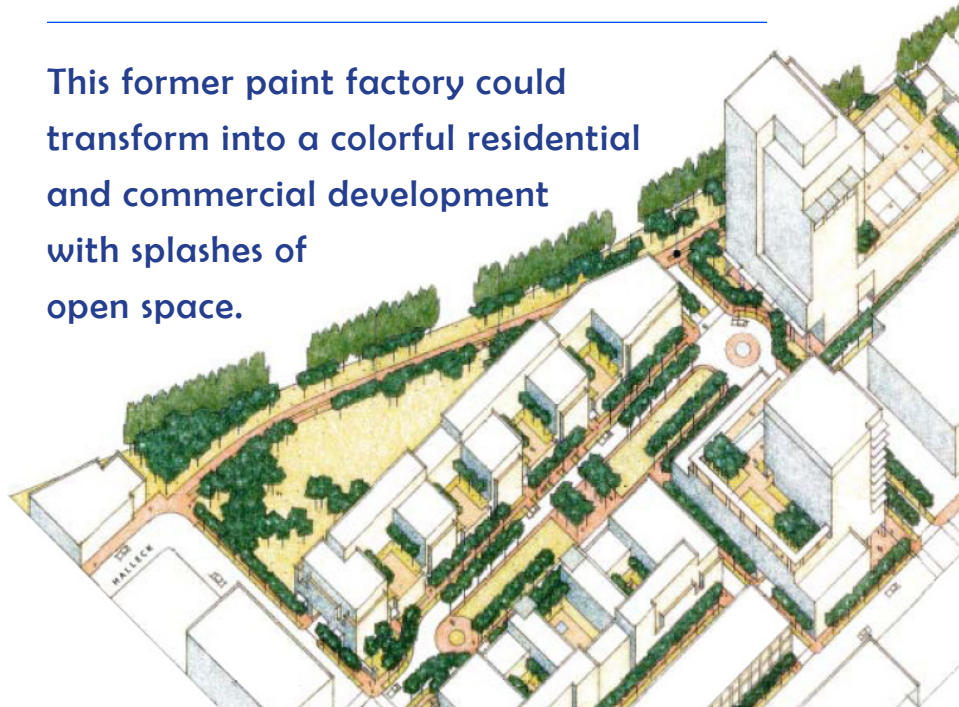 This former paint factory could
transform into a colorful residential
and commercial development
with splashes of
open space.
HALLECK